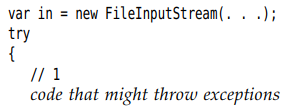 var in = new FileInputStream(. . .);
try
{
// 1
code that might throw exceptions